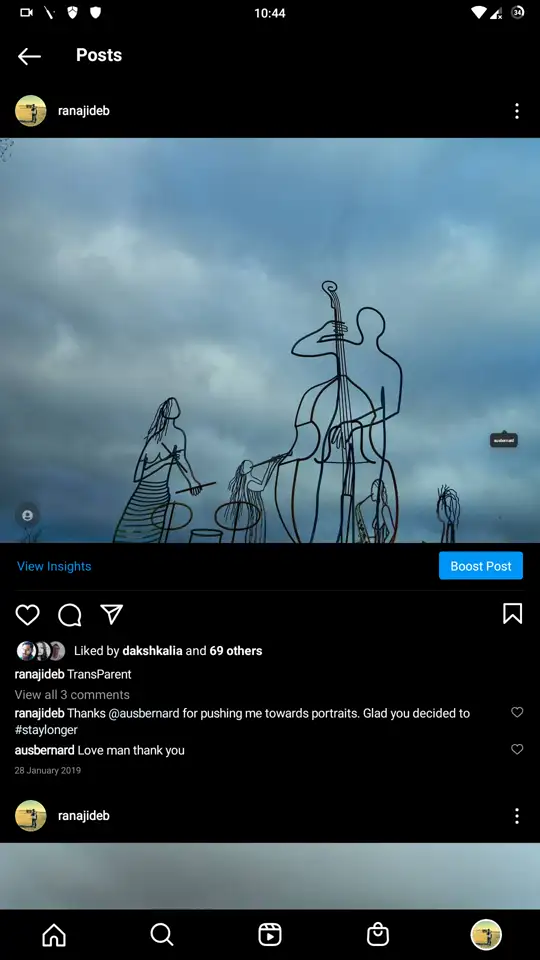 10:44
34
Posts
ranajideb
ausbernard
View Insights
Boost Post
Liked by dakshkalia and 69 others
ranajideb TransParent
View all 3 comments
ranajideb Thanks @ausbernard for pushing me towards portraits. Glad you decided to
#staylonger
ausbernard Love man thank you
28 January 2019
ranajideb